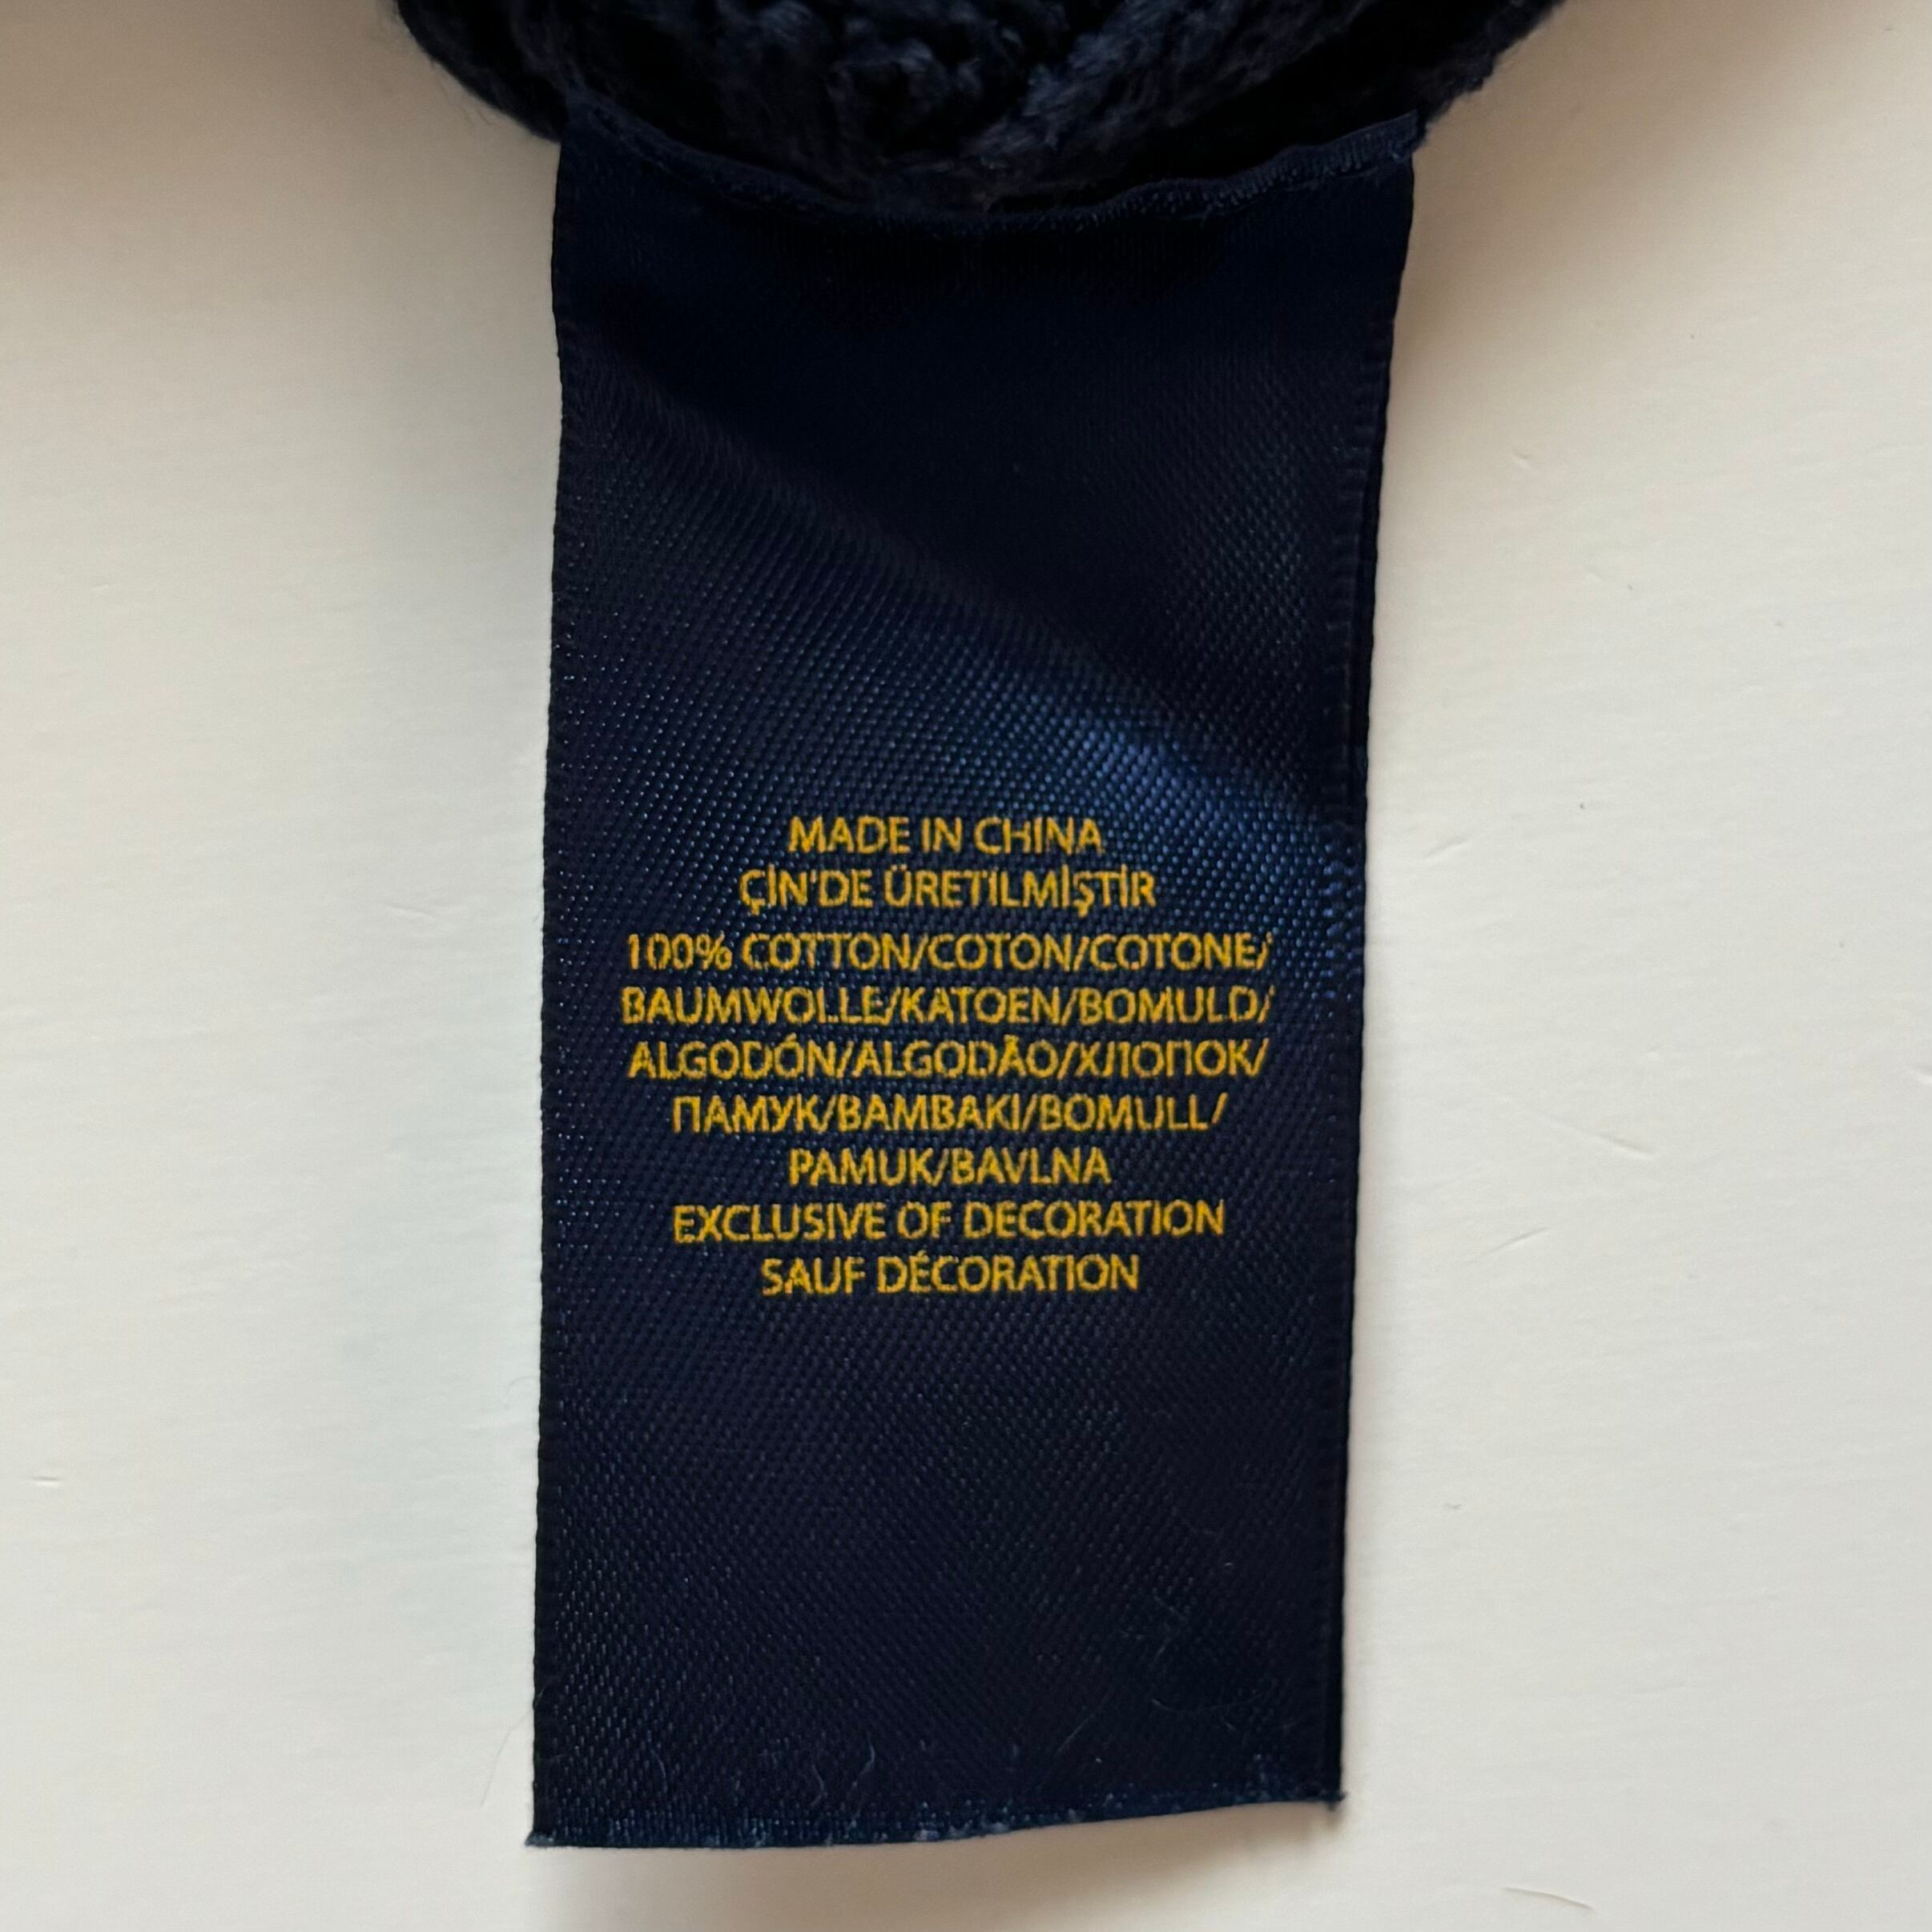 MADE IN CHINA
ÇİN'DE ÜRETİLMİŞTİR
100% COTTON/COTON/COTONE/
BAUMWOLLE/KATOEN/BOMULD/
ALGODÓN/ALGODÃO/ХЛОПОК/
ПАМУК/BAMBAKI/BOMULL/
PAMUK/BAVLNA
EXCLUSIVE OF DECORATION
SAUF DÉCORATION